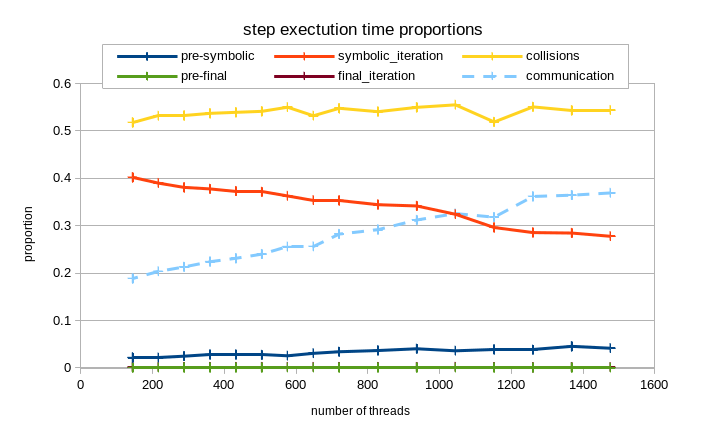 step exectution time proportions
pre-symbolic symbolic_iteration collisions
pre-final final_iteration communication
0.6
0.5
0.4
0.3
0.2
0.1
0
proportion
0 200 400 600 800 1000 1200 1400 1600
number of threads